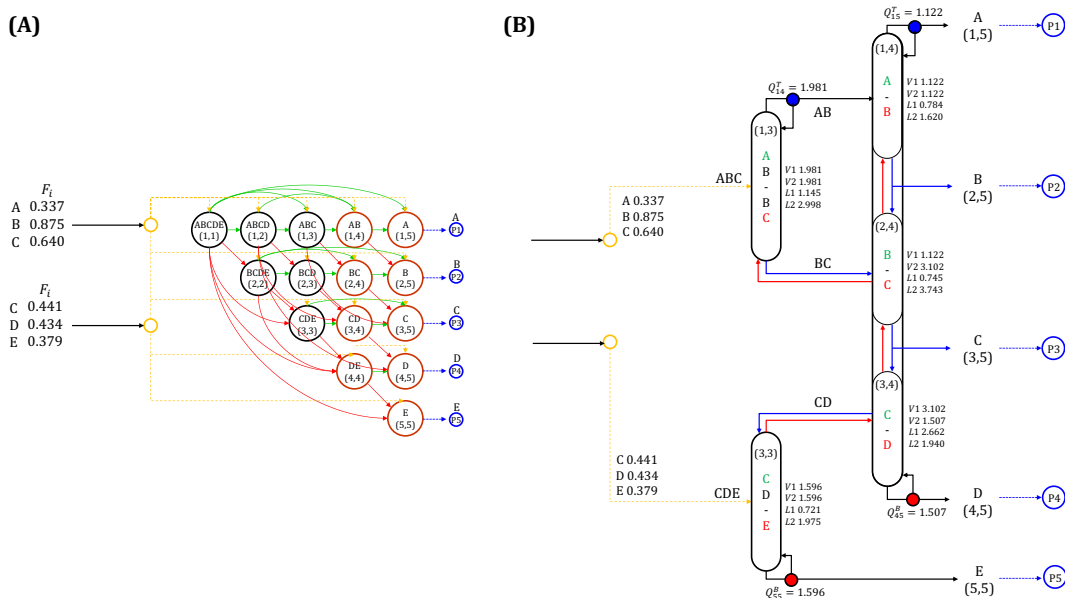 (A)
F_i
A 0.337
B 0.875
C 0.640
F_i
C 0.441
D 0.434
E 0.379
ABCDE
(1,1)
ABCD
(1,2)
ABC
(1,3)
AB
(1,4)
A
(1,5)
A
P1
BCDE
(2,2)
BCD
(2,3)
BC
(2,4)
B
(2,5)
B
P2
CDE
(3,3)
CD
(3,4)
C
(3,5)
C
P3
DE
(4,4)
D
(4,5)
D
P4
E
(5,5)
E
P5
(B)
A 0.337
B 0.875
C 0.640
ABC
Q_{14}^{T} = 1.981
(1,3)
A
B
-
B
C
V1 1.981
V2 1.981
L1 1.145
L2 2.998
AB
BC
Q_{15}^{T} = 1.122
(1,4)
A
-
B
V1 1.122
V2 1.122
L1 0.784
L2 1.620
A
(1,5)
P1
B
(2,5)
P2
(2,4)
B
-
C
V1 1.122
V2 3.102
L1 0.745
L2 3.743
C
(3,5)
P3
(3,4)
C
-
D
V1 3.102
V2 1.507
L1 2.662
L2 1.940
CD
C 0.441
D 0.434
E 0.379
CDE
(3,3)
C
D
-
E
V1 1.596
V2 1.596
L1 0.721
L2 1.975
Q_{45}^{B} = 1.507
D
(4,5)
P4
Q_{55}^{B} = 1.596
E
(5,5)
P5